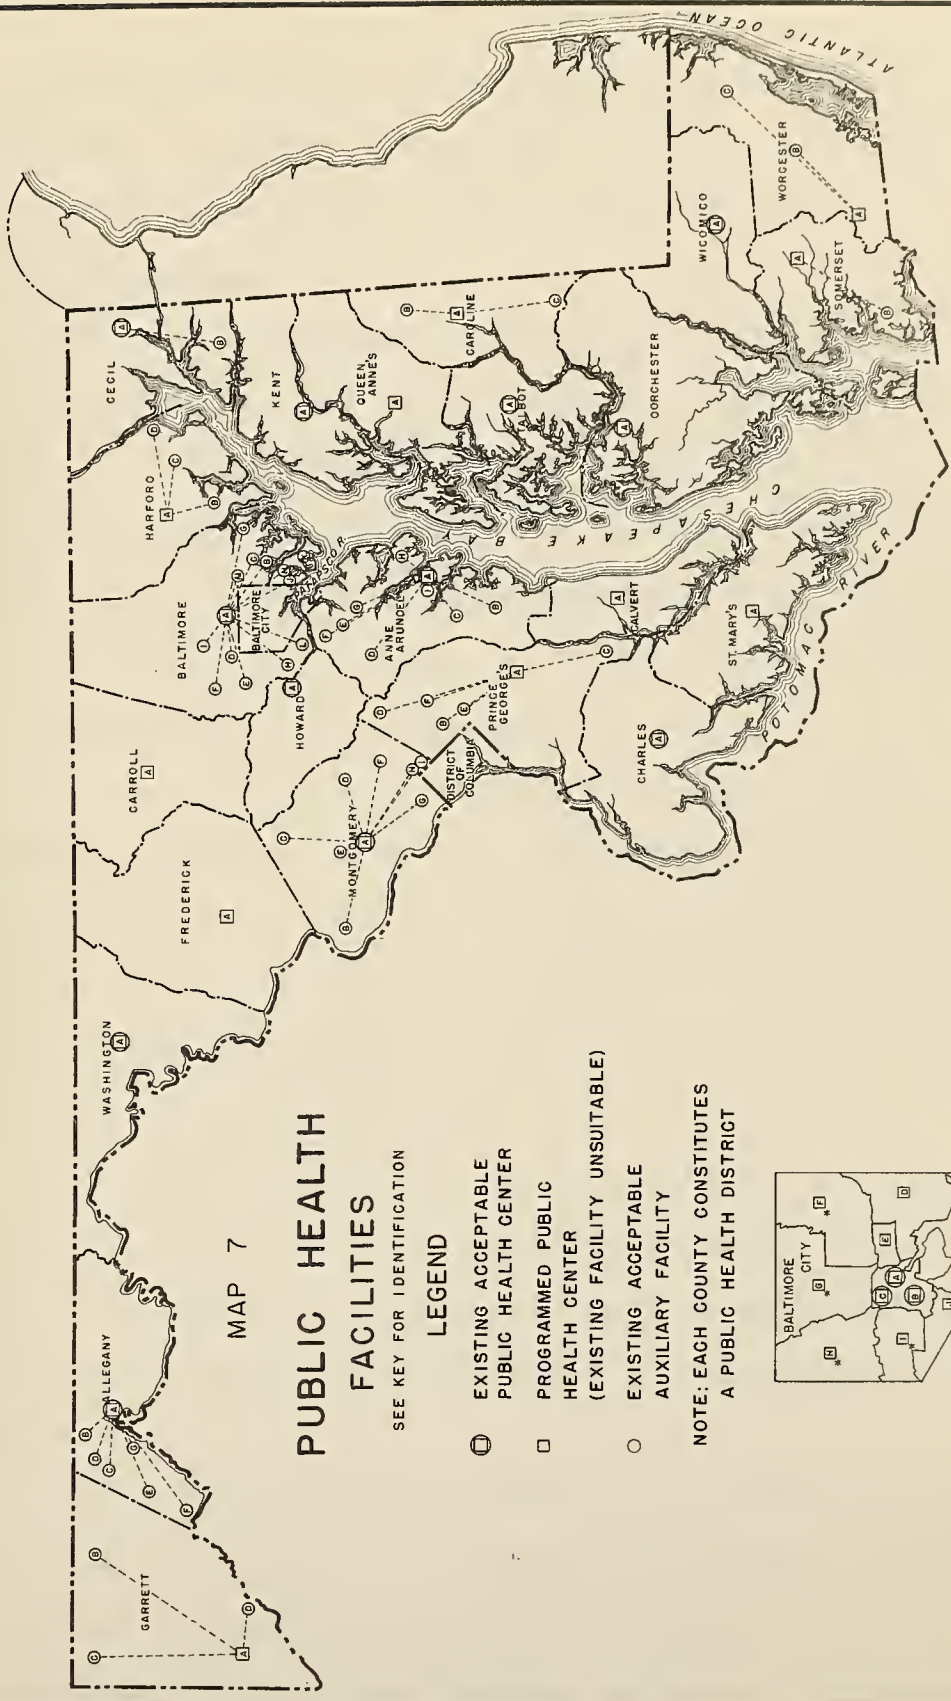 MAP 7
PUBLIC HEALTH
FACILITIES
SEE KEY FOR IDENTIFICATION
LEGEND
EXISTING ACCEPTABLE
PUBLIC HEALTH CENTER
PROGRAMMED PUBLIC
HEALTH CENTER
(EXISTING FACILITY UNSUITABLE)
EXISTING ACCEPTABLE
AUXILIARY FACILITY
NOTE: EACH COUNTY CONSTITUTES
A PUBLIC HEALTH DISTRICT
GARRETT
A
B
C
D
ALLEGANY
A
B
C
D
E
F
G
WASHINGTON
A
FREDERICK
A
CARROLL
A
MONTGOMERY
A
B
C
D
E
F
G
H
I
HOWARD
A
BALTIMORE
A
BALTIMORE
CITY
HARFORD
A
B
C
D
CECIL
A
B
KENT
A
QUEEN
ANNE'S
A
CAROLINE
A
B
C
TALBOT
A
DORCHESTER
A
WICOMICO
A
WORCESTER
A
B
C
SOMERSET
A
B
ANNE
ARUNDEL
A
PRINCE
GEORGE'S
A
B
C
D
E
F
DISTRICT
OF
COLUMBIA
CALVERT
A
CHARLES
A
ST. MARY'S
A
CHESAPEAKE BAY
POTOMAC RIVER
ATLANTIC OCEAN
BALTIMORE
CITY
A
B
C
D
E
F
*
G
*
H
*
I
*